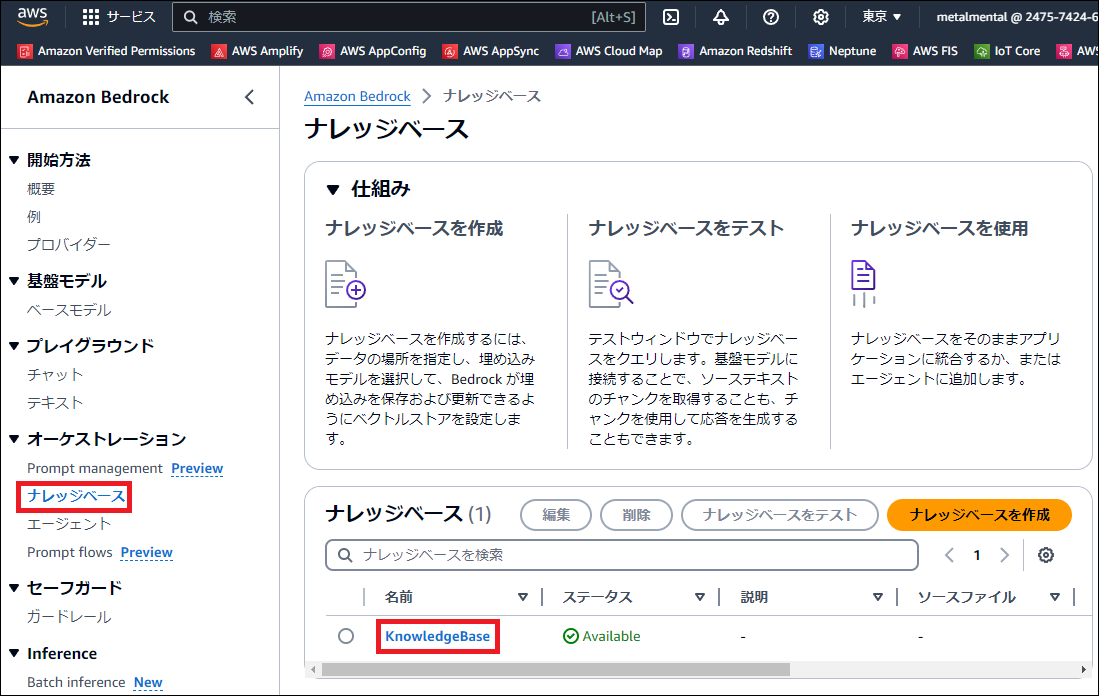 aws
サービス
検索
[Alt+S]
東京
metalmental @ 2475-7424-6
Amazon Verified Permissions
AWS Amplify
AWS AppConfig
AWS AppSync
AWS Cloud Map
Amazon Redshift
Neptune
AWS FIS
IoT Core
AWS
Amazon Bedrock
開始方法
概要
例
プロバイダー
基盤モデル
ベースモデル
プレイグラウンド
チャット
テキスト
オーケストレーション
Prompt management Preview
ナレッジベース
エージェント
Prompt flows Preview
セーフガード
ガードレール
Inference
Batch inference New
Amazon Bedrock
ナレッジベース
ナレッジベース
仕組み
ナレッジベースを作成
ナレッジベースを作成するには、
データの場所を指定し、埋め込み
モデルを選択して、Bedrock が埋
め込みを保存および更新できるよ
うにベクトルストアを設定しま
す。
ナレッジベースをテスト
テストウィンドウでナレッジベー
スをクエリします。基盤モデルに
接続することで、ソーステキスト
のチャンクを取得することも、チ
ャンクを使用して応答を生成する
こともできます。
ナレッジベースを使用
ナレッジベースをそのままアプリ
ケーションに統合するか、または
エージェントに追加します。
ナレッジベース (1)
編集
削除
ナレッジベースをテスト
ナレッジベースを作成
ナレッジベースを検索
1
名前
ステータス
説明
ソースファイル
KnowledgeBase
Available
-
-